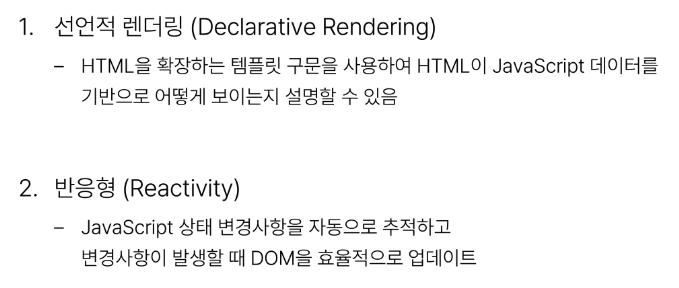 1. 선언적 렌더링 (Declarative Rendering)
– HTML을 확장하는 템플릿 구문을 사용하여 HTML이 JavaScript 데이터를
기반으로 어떻게 보이는지 설명할 수 있음
2. 반응형 (Reactivity)
– JavaScript 상태 변경사항을 자동으로 추적하고
변경사항이 발생할 때 DOM을 효율적으로 업데이트